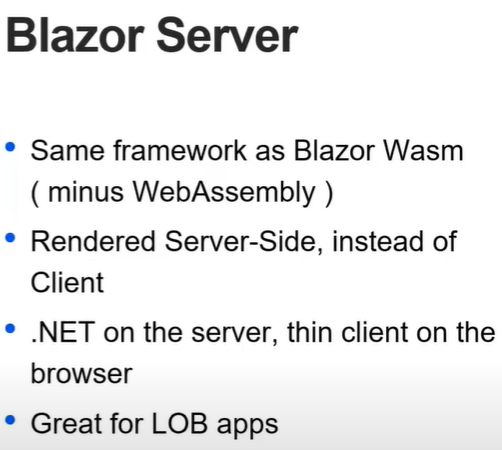 Blazor Server
• Same framework as Blazor Wasm
( minus WebAssembly )
• Rendered Server-Side, instead of
Client
• .NET on the server, thin client on the
browser
• Great for LOB apps